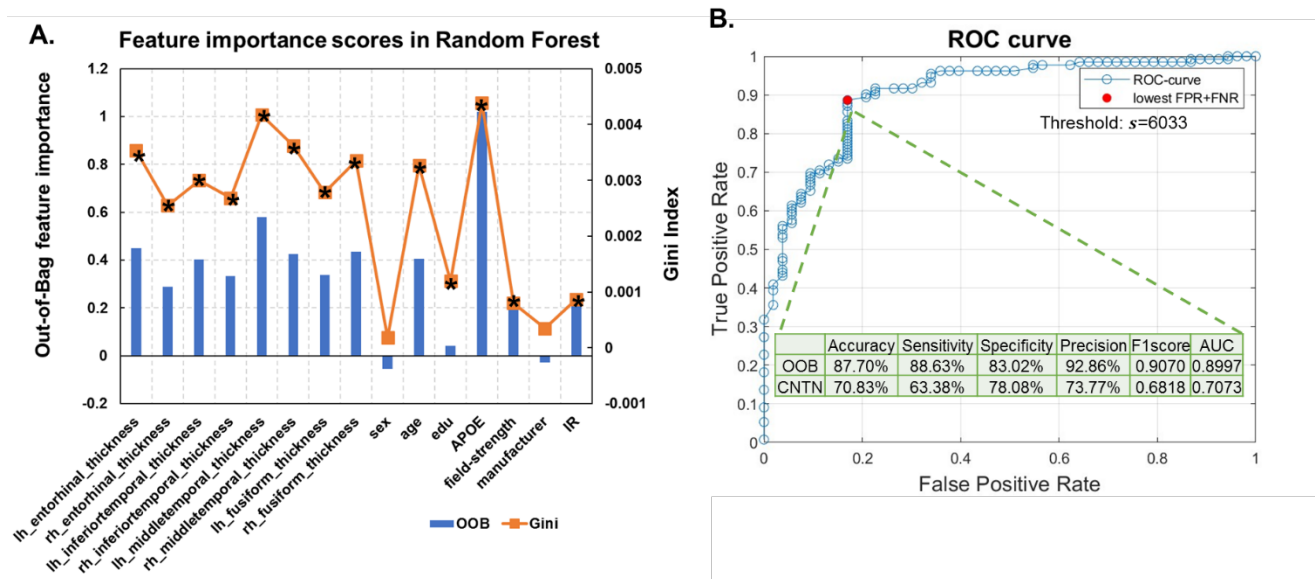 A.
Feature importance scores in Random Forest
Out-of-Bag feature importance
1.2
1
0.8
0.6
0.4
0.2
0
-0.2
0.005
0.004
0.003
0.002
0.001
0
-0.001
Gini Index
lh_entorhinal_thickness
rh_entorhinal_thickness
lh_inferiortemporal_thickness
rh_inferiortemporal_thickness
lh_middletemporal_thickness
rh_middletemporal_thickness
lh_fusiform_thickness
rh_fusiform_thickness
sex
age
edu
APOE
field-strength
manufacturer
IR
OOB
Gini
B.
ROC curve
True Positive Rate
1
0.9
0.8
0.7
0.6
0.5
0.4
0.3
0.2
0.1
0
ROC-curve
lowest FPR+FNR
Threshold: s=6033
Accuracy Sensitivity Specificity Precision F1score AUC
OOB 87.70% 88.63% 83.02% 92.86% 0.9070 0.8997
CNTN 70.83% 63.38% 78.08% 73.77% 0.6818 0.7073
0 0.2 0.4 0.6 0.8 1
False Positive Rate